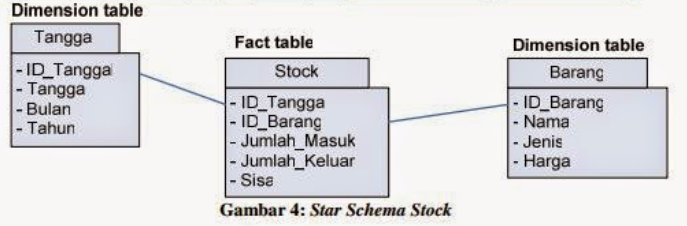 Dimension table
Tangga
- ID_Tangga
- Tangga
- Bulan
- Tahun
Fact table
Stock
- ID_Tangga
- ID_Barang
- Jumlah_Masuk
- Jumlah_Keluar
- Sisa
Dimension table
Barang
- ID_Barang
- Nama
- Jenis
- Harga
Gambar 4: Star Schema Stock